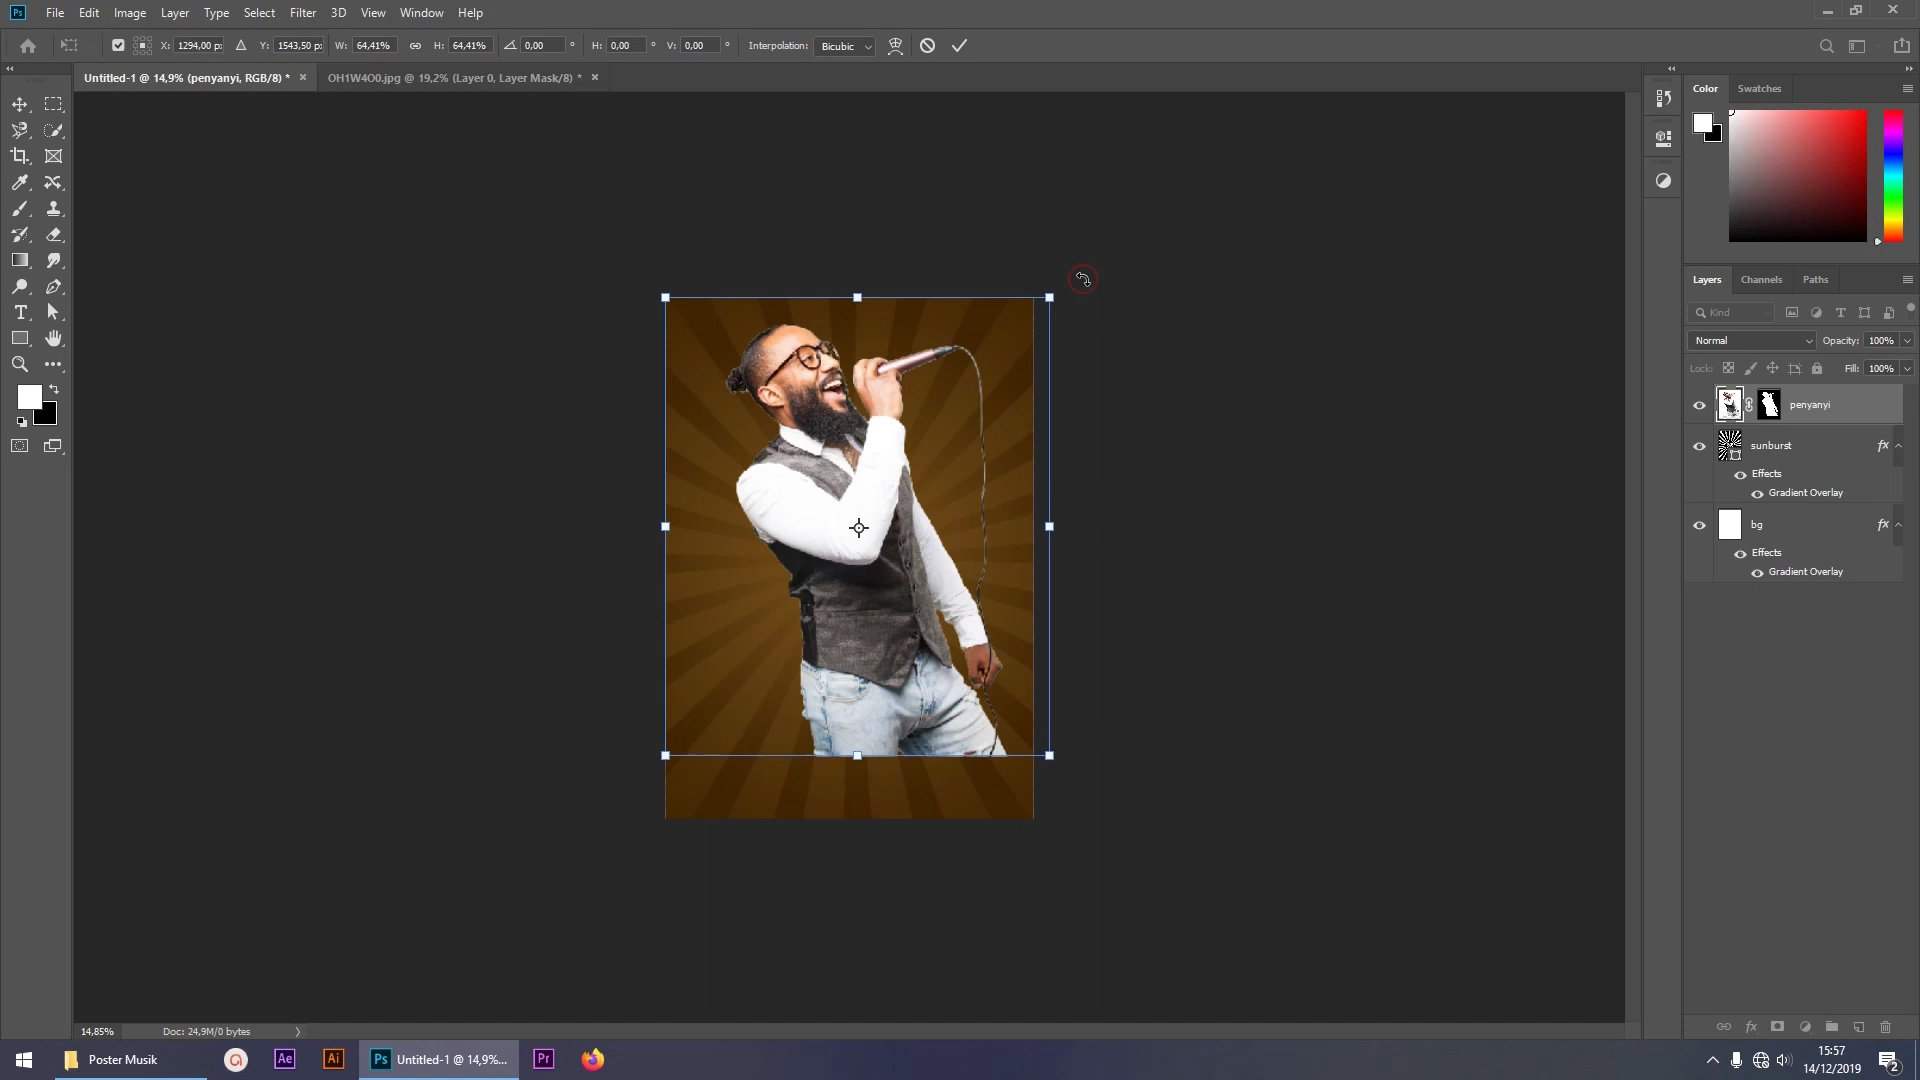 Ps File Edit Image Layer Type Select Filter 3D View Window Help
X: 1294,00 p: Y: 1543,50 p: W: 64,41% H: 64,41% 0,00 ° H: 0,00 ° V: 0,00 ° Interpolation: Bicubic
Untitled-1 @ 14,9% (penyanyi, RGB/8) * × OH1W4O0.jpg @ 19,2% (Layer 0, Layer Mask/8) * ×
Color Swatches
Layers Channels Paths
Kind
Normal Opacity: 100%
Lock: Fill: 100%
penyanyi
sunburst fx
Effects
Gradient Overlay
bg fx
Effects
Gradient Overlay
14,85% Doc: 24,9M/0 bytes
Poster Musik Ae Ai Ps Untitled-1 @ 14,9%... Pr
15:57
14/12/2019
2